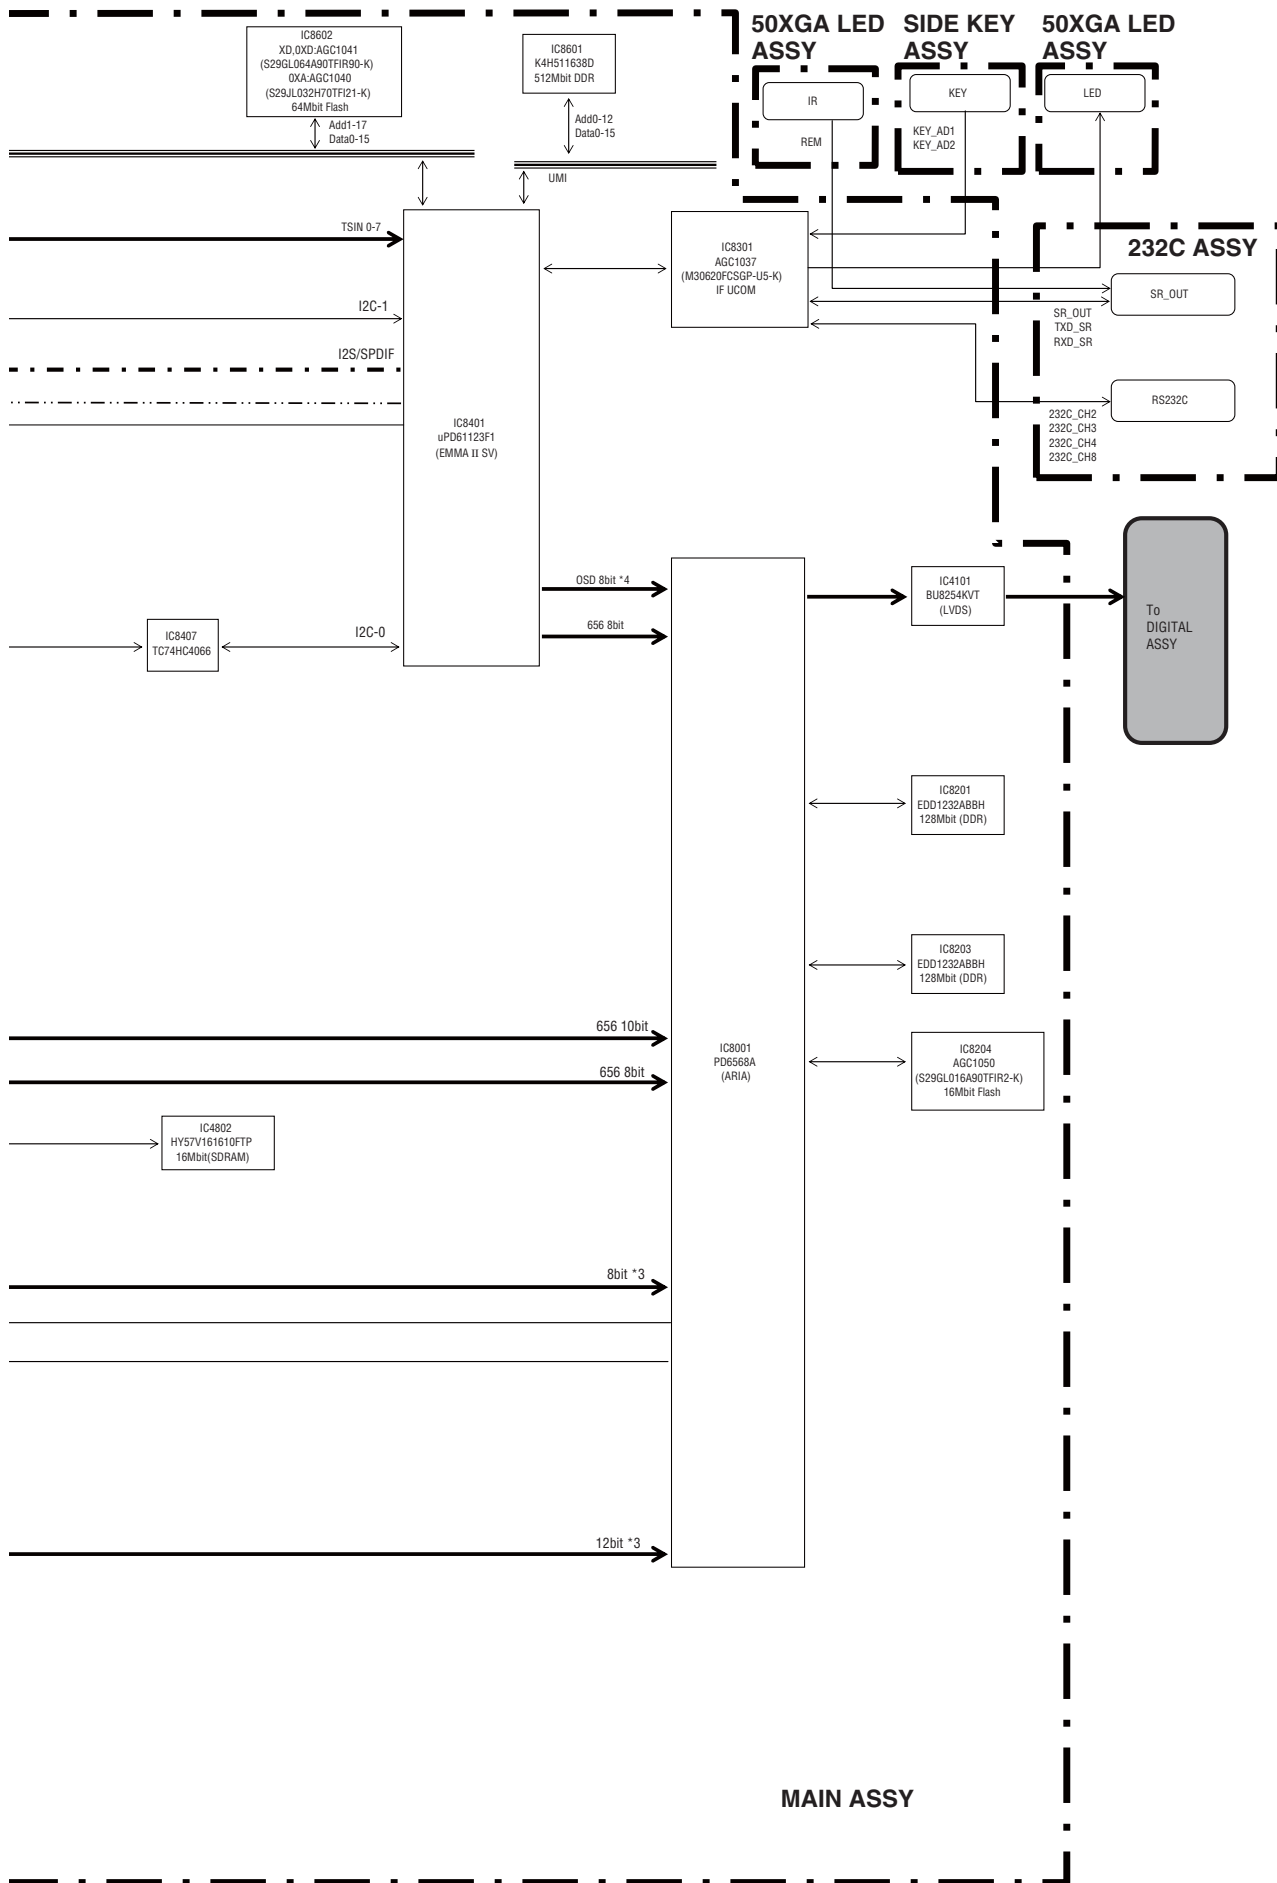 50XGA LED
ASSY
SIDE KEY
ASSY
50XGA LED
ASSY
IC8602
XD,0XD:AGC1041
(S29GL064A90TFIR90-K)
0XA:AGC1040
(S29JL032H70TFI21-K)
64Mbit Flash
IC8601
K4H511638D
512Mbit DDR
IR
KEY
LED
Add1-17
Data0-15
Add0-12
Data0-15
REM
KEY_AD1
KEY_AD2
UMI
TSIN 0-7
IC8301
AGC1037
(M30620FCSGP-U5-K)
IF UCOM
232C ASSY
SR_OUT
I2C-1
SR_OUT
TXD_SR
RXD_SR
I2S/SPDIF
RS232C
IC8401
uPD61123F1
(EMMA II SV)
232C_CH2
232C_CH3
232C_CH4
232C_CH8
OSD 8bit *4
IC4101
BU8254KVT
(LVDS)
To
DIGITAL
ASSY
656 8bit
IC8407
TC74HC4066
I2C-0
IC8201
EDD1232ABBH
128Mbit (DDR)
IC8203
EDD1232ABBH
128Mbit (DDR)
656 10bit
IC8001
PD6568A
(ARIA)
IC8204
AGC1050
(S29GL016A90TFIR2-K)
16Mbit Flash
656 8bit
IC4802
HY57V161610FTP
16Mbit(SDRAM)
8bit *3
12bit *3
MAIN ASSY